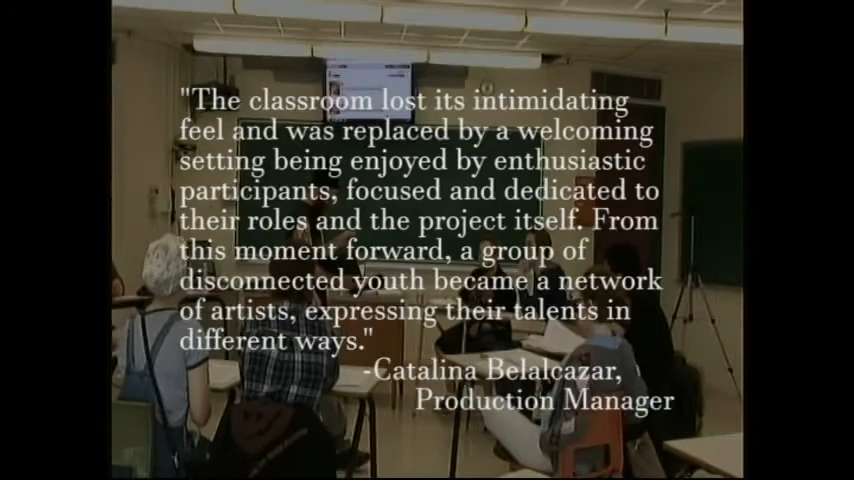 "The classroom lost its intimidating
feel and was replaced by a welcoming
setting being enjoyed by enthusiastic
participants, focused and dedicated to
their roles and the project itself. From
this moment forward, a group of
disconnected youth became a network
of artists, expressing their talents in
different ways."
-Catalina Belalcazar,
Production Manager